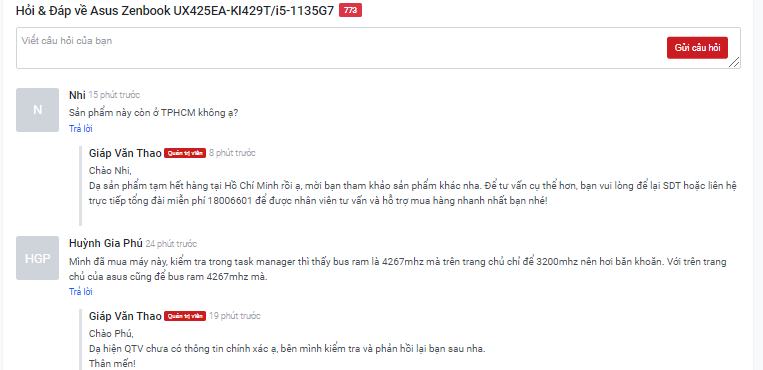 Hỏi & Đáp về Asus Zenbook UX425EA-KI429T/i5-1135G7 773
Viết câu hỏi của bạn
Gửi câu hỏi
N
Nhi 15 phút trước
Sản phẩm này còn ở TPHCM không ạ?
Trả lời
Giáp Văn Thao Quản trị viên 8 phút trước
Chào Nhi,
Dạ sản phẩm tạm hết hàng tại Hồ Chí Minh rồi ạ, mời bạn tham khảo sản phẩm khác nha. Để tư vấn cụ thể hơn, bạn vui lòng để lại SDT hoặc liên hệ
trực tiếp tổng đài miễn phí 18006601 để được nhân viên tư vấn và hỗ trợ mua hàng nhanh nhất bạn nhé!
HGP
Huỳnh Gia Phú 24 phút trước
Mình đã mua máy này, kiểm tra trong task manager thì thấy bus ram là 4267mhz mà trên trang chủ chỉ để 3200mhz nên hơi băn khoăn. Với trên trang
chủ của asus cũng để bus ram 4267mhz mà.
Trả lời
Giáp Văn Thao Quản trị viên 19 phút trước
Chào Phú,
Dạ hiện QTV chưa có thông tin chính xác ạ, bên mình kiểm tra và phản hồi lại bạn sau nha.
Thân mến!